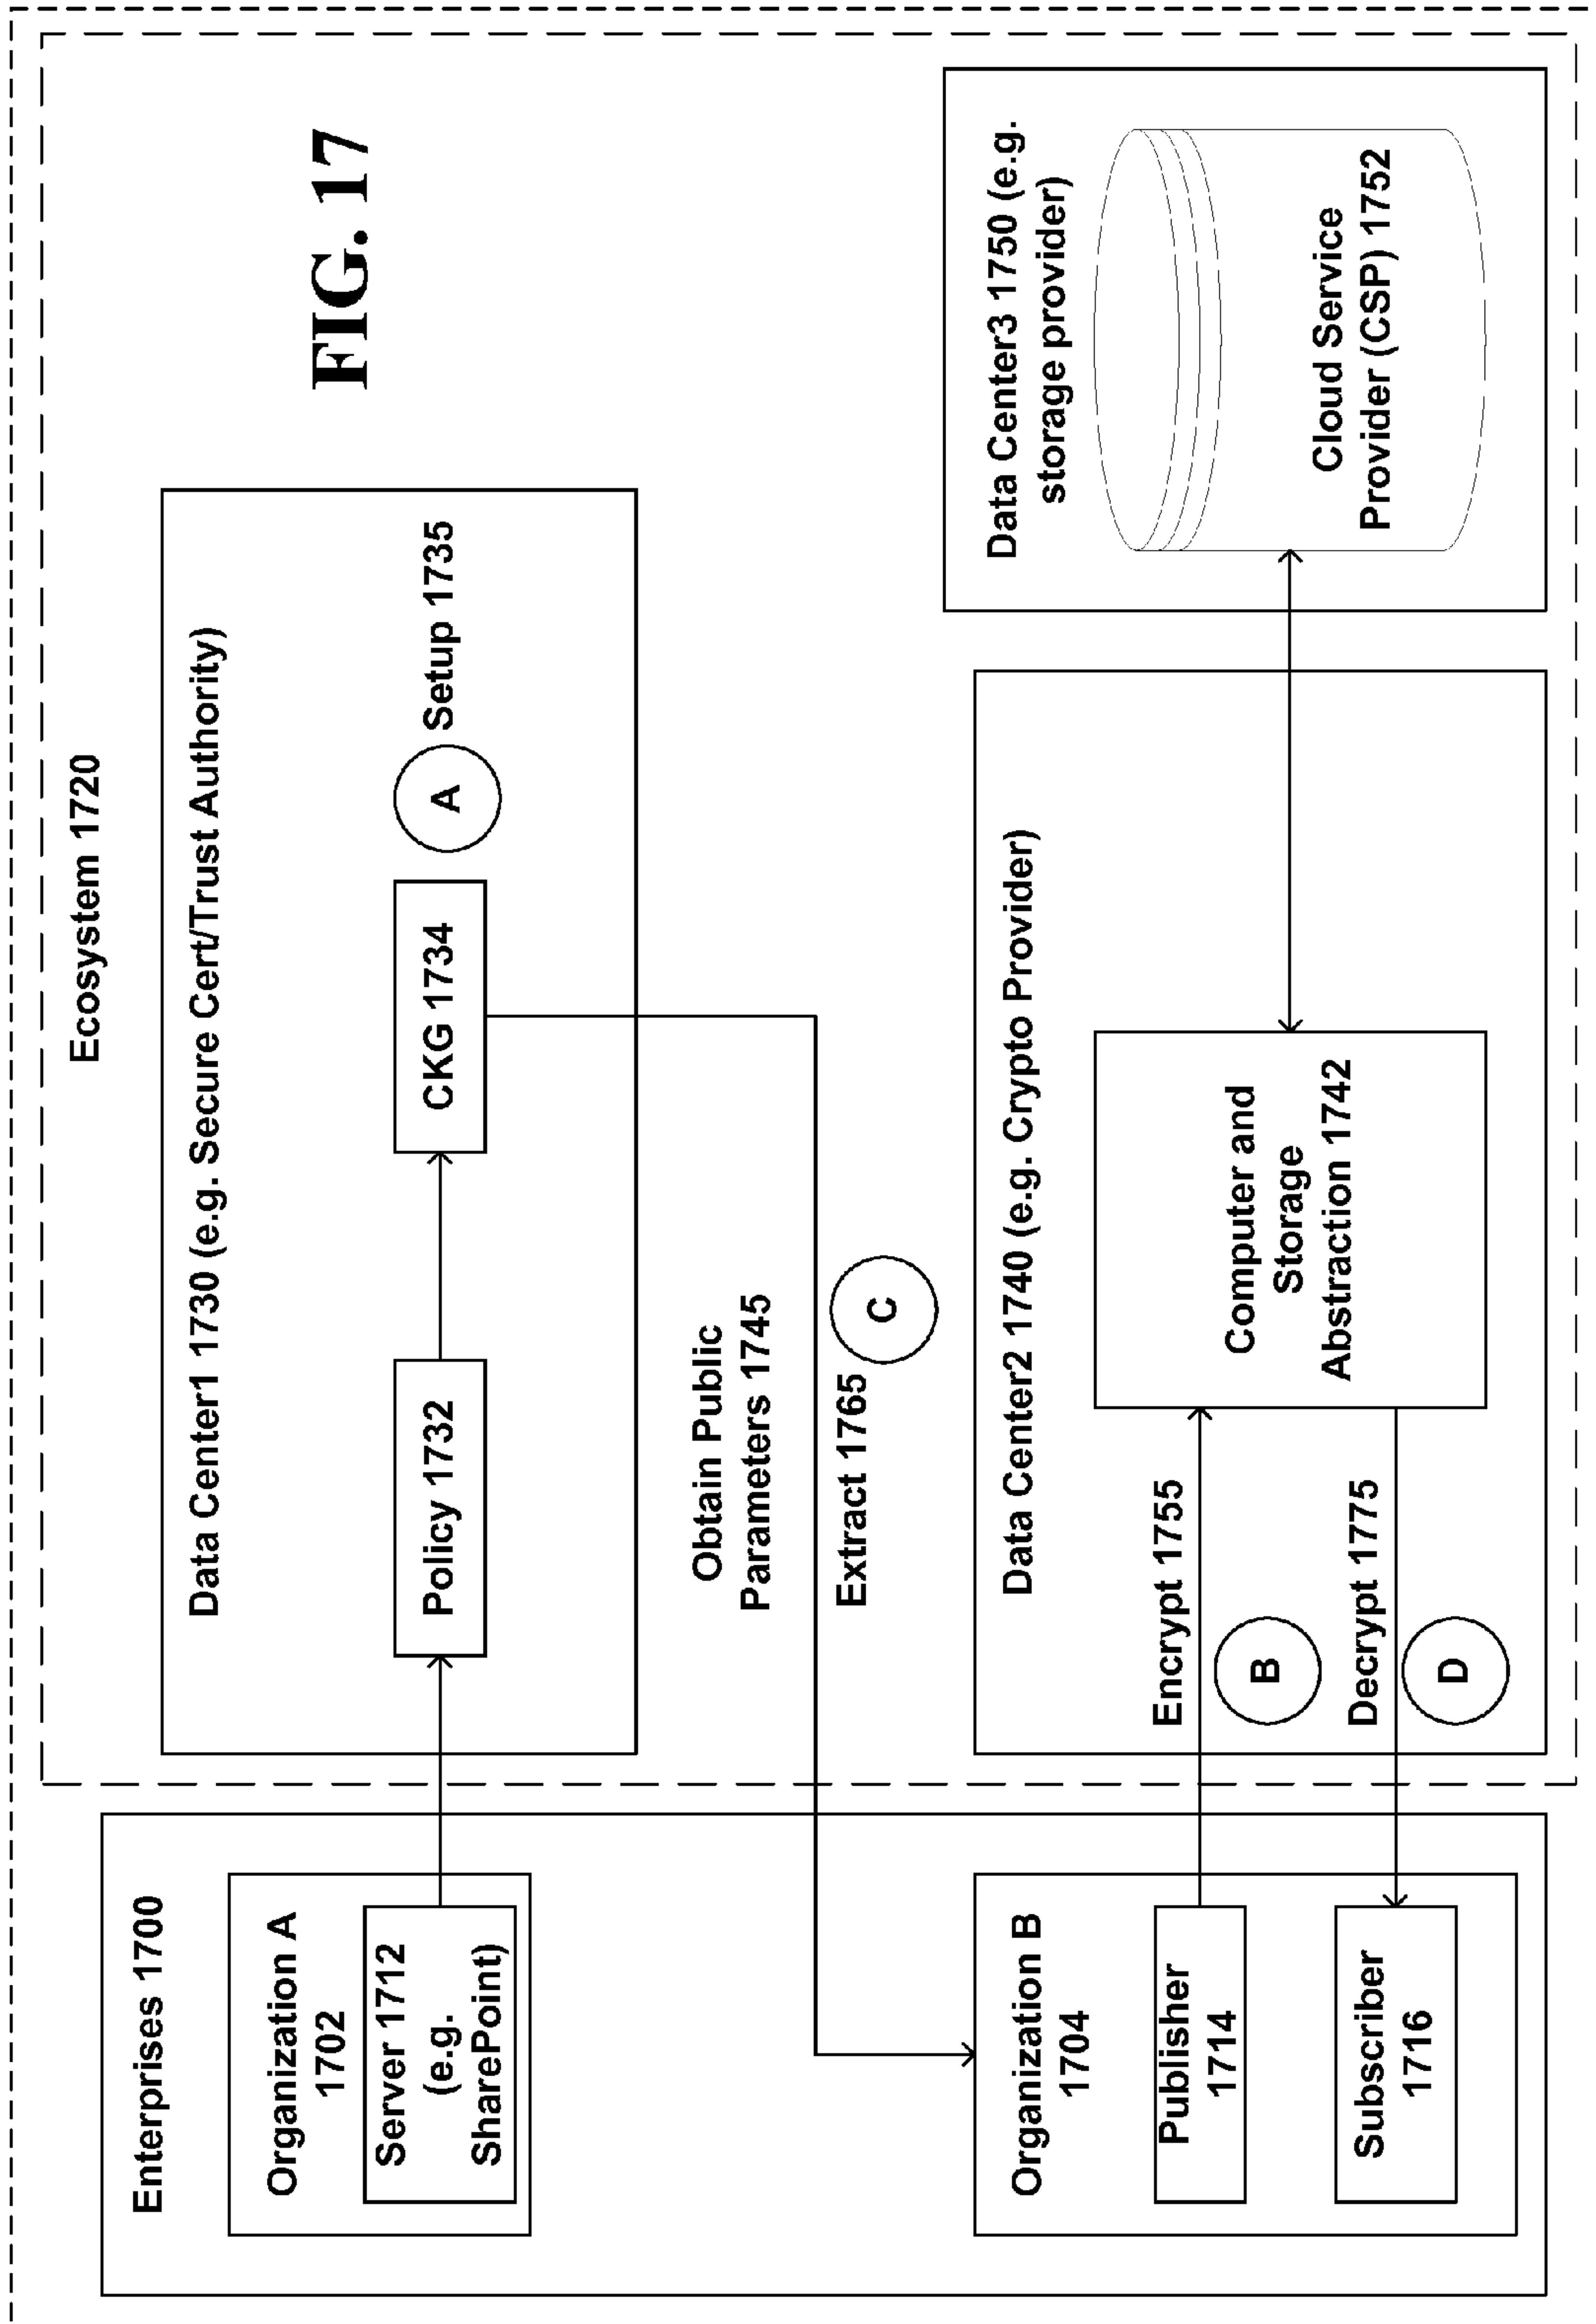 Ecosystem 1720
FIG. 17
Enterprises 1700
Organization A
1702
Server 1712
(e.g.
SharePoint)
Data Center1 1730 (e.g. Secure Cert/Trust Authority)
Policy 1732
CKG 1734
A
Setup 1735
Obtain Public
Parameters 1745
Extract 1765
C
Organization B
1704
Publisher
1714
Subscriber
1716
Data Center2 1740 (e.g. Crypto Provider)
Encrypt 1755
B
Decrypt 1775
D
Computer and
Storage
Abstraction 1742
Data Center3 1750 (e.g.
storage provider)
Cloud Service
Provider (CSP) 1752